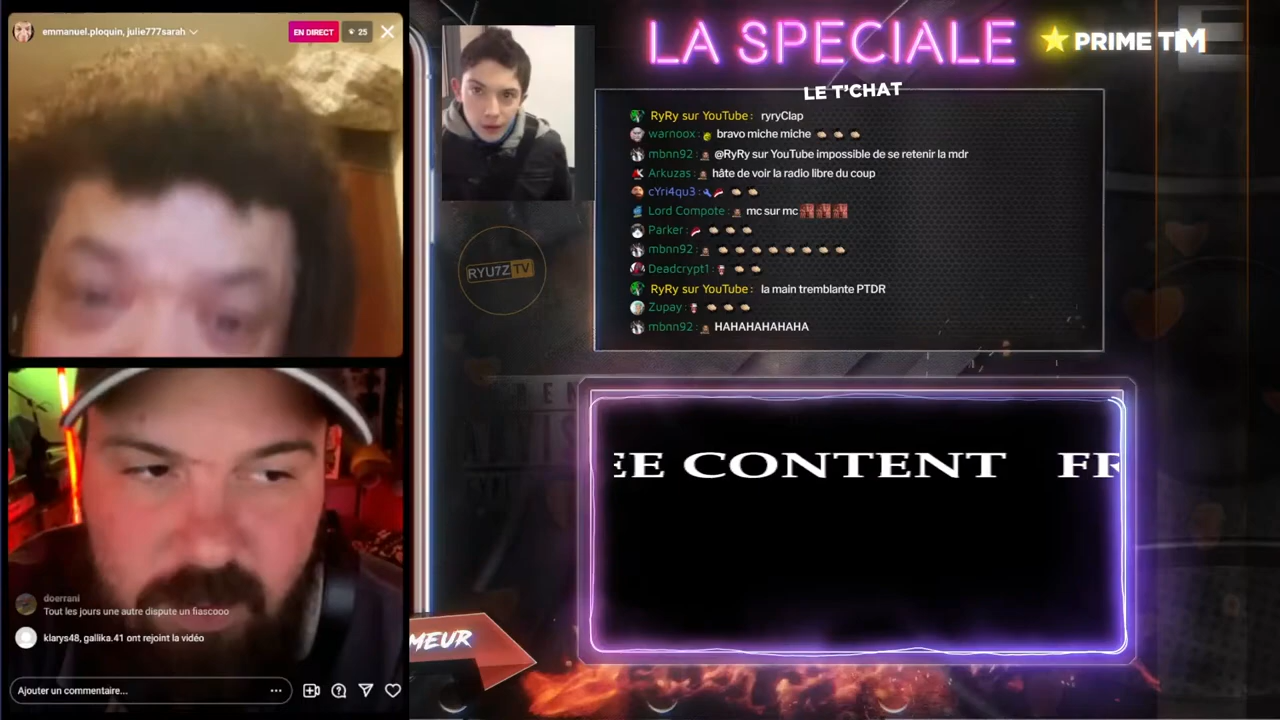 emmanuel.ploquin, julie777sarah
EN DIRECT
25
LA SPECIALE
PRIME TIM
LE T'CHAT
RyRy sur YouTube : ryryClap
warnoox : bravo miche miche
mbnn92 : @RyRy sur YouTube impossible de se retenir la mdr
Arkuzas : hâte de voir la radio libre du coup
cYri4qu3 :
Lord Compote : mc sur mc
Parker :
mbnn92 :
Deadcrypt1 :
RyRy sur YouTube : la main tremblante PTDR
Zupay :
mbnn92 : HAHAHAHAHAHA
RYU7Z TV
EE CONTENT FR
doerrani
Tout les jours une autre dispute un fiascooo
klarys48, gallika.41 ont rejoint la vidéo
MEUR
Ajouter un commentaire...